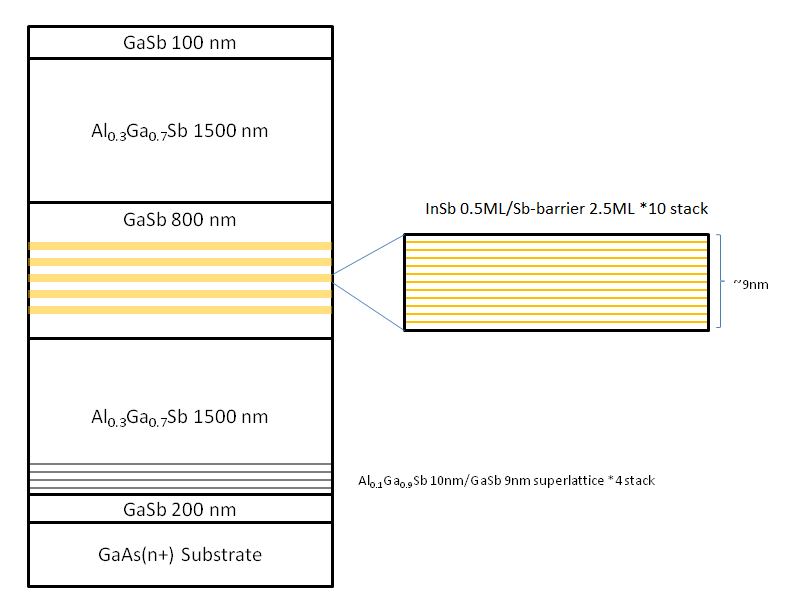 GaSb 100 nm
Al0.3Ga0.7Sb 1500 nm
GaSb 800 nm
InSb 0.5ML/Sb-barrier 2.5ML *10 stack
~9nm
Al0.3Ga0.7Sb 1500 nm
Al0.1Ga0.9Sb 10nm/GaSb 9nm superlattice *4 stack
GaSb 200 nm
GaAs(n+) Substrate